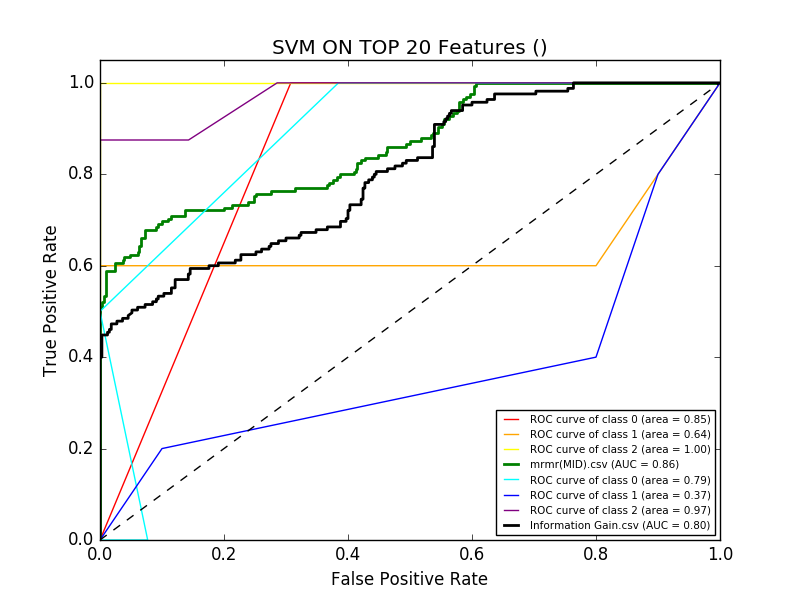 SVM ON TOP 20 Features ()
True Positive Rate
1.0
0.8
0.6
0.4
0.2
0.0
0.0 0.2 0.4 0.6 0.8 1.0
False Positive Rate
ROC curve of class 0 (area = 0.85)
ROC curve of class 1 (area = 0.64)
ROC curve of class 2 (area = 1.00)
mrmr(MID).csv (AUC = 0.86)
ROC curve of class 0 (area = 0.79)
ROC curve of class 1 (area = 0.37)
ROC curve of class 2 (area = 0.97)
Information Gain.csv (AUC = 0.80)